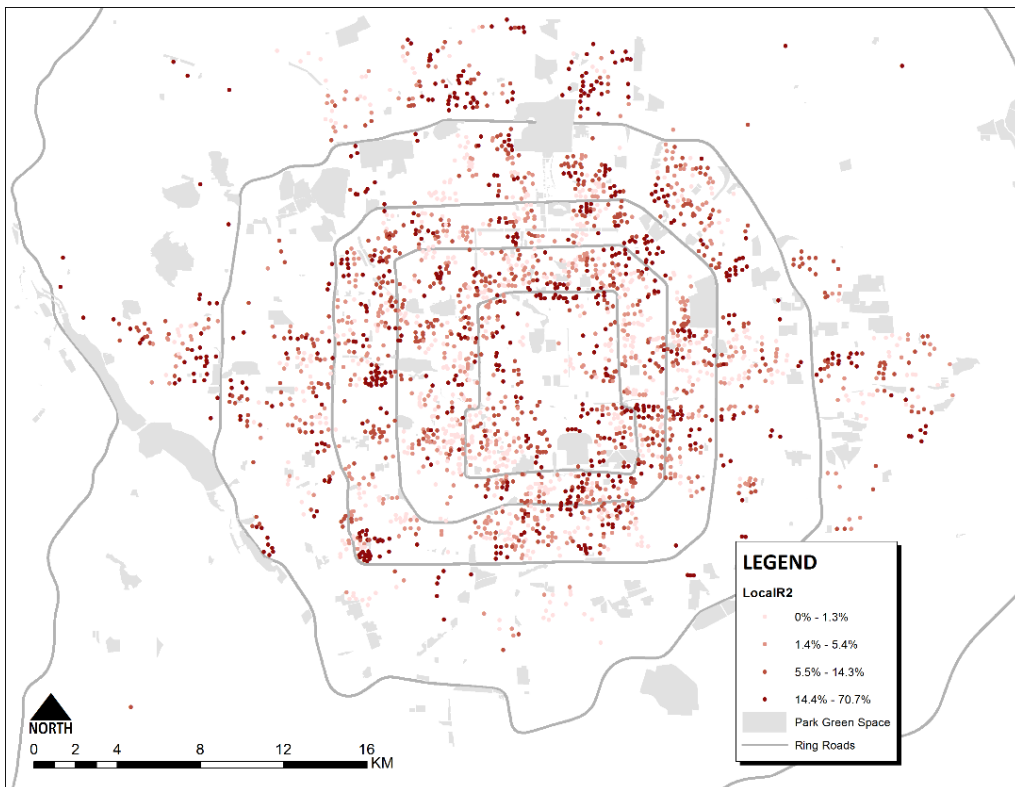 LEGEND
LocalR2
0% - 1.3%
1.4% - 5.4%
5.5% - 14.3%
14.4% - 70.7%
Park Green Space
Ring Roads
NORTH
0 2 4 8 12 16
KM